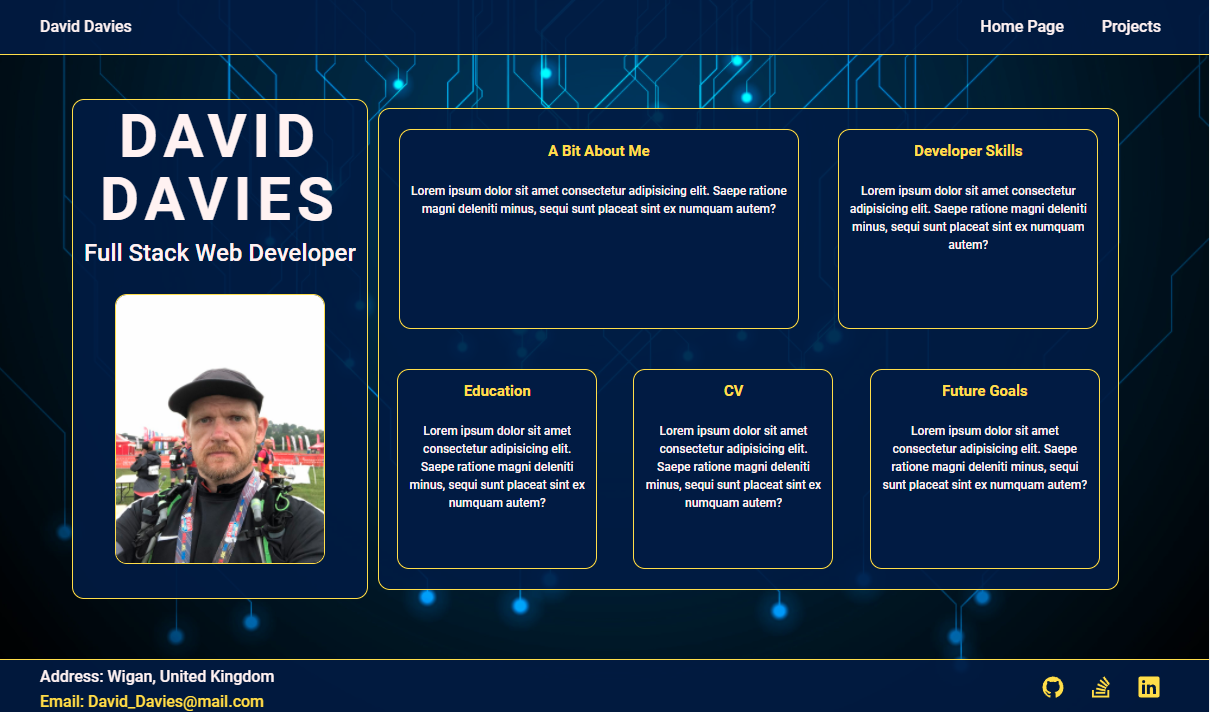 David Davies
Home Page
Projects
DAVID
DAVIES
Full Stack Web Developer
A Bit About Me
Lorem ipsum dolor sit amet consectetur adipisicing elit. Saepe ratione
magni deleniti minus, sequi sunt placeat sint ex numquam autem?
Developer Skills
Lorem ipsum dolor sit amet consectetur
adipisicing elit. Saepe ratione magni deleniti
minus, sequi sunt placeat sint ex numquam
autem?
Education
Lorem ipsum dolor sit amet
consectetur adipisicing elit.
Saepe ratione magni deleniti
minus, sequi sunt placeat sint ex
numquam autem?
CV
Lorem ipsum dolor sit amet
consectetur adipisicing elit.
Saepe ratione magni deleniti
minus, sequi sunt placeat sint ex
numquam autem?
Future Goals
Lorem ipsum dolor sit amet
consectetur adipisicing elit. Saepe
ratione magni deleniti minus, sequi
sunt placeat sint ex numquam autem?
Address: Wigan, United Kingdom
Email: David_Davies@mail.com